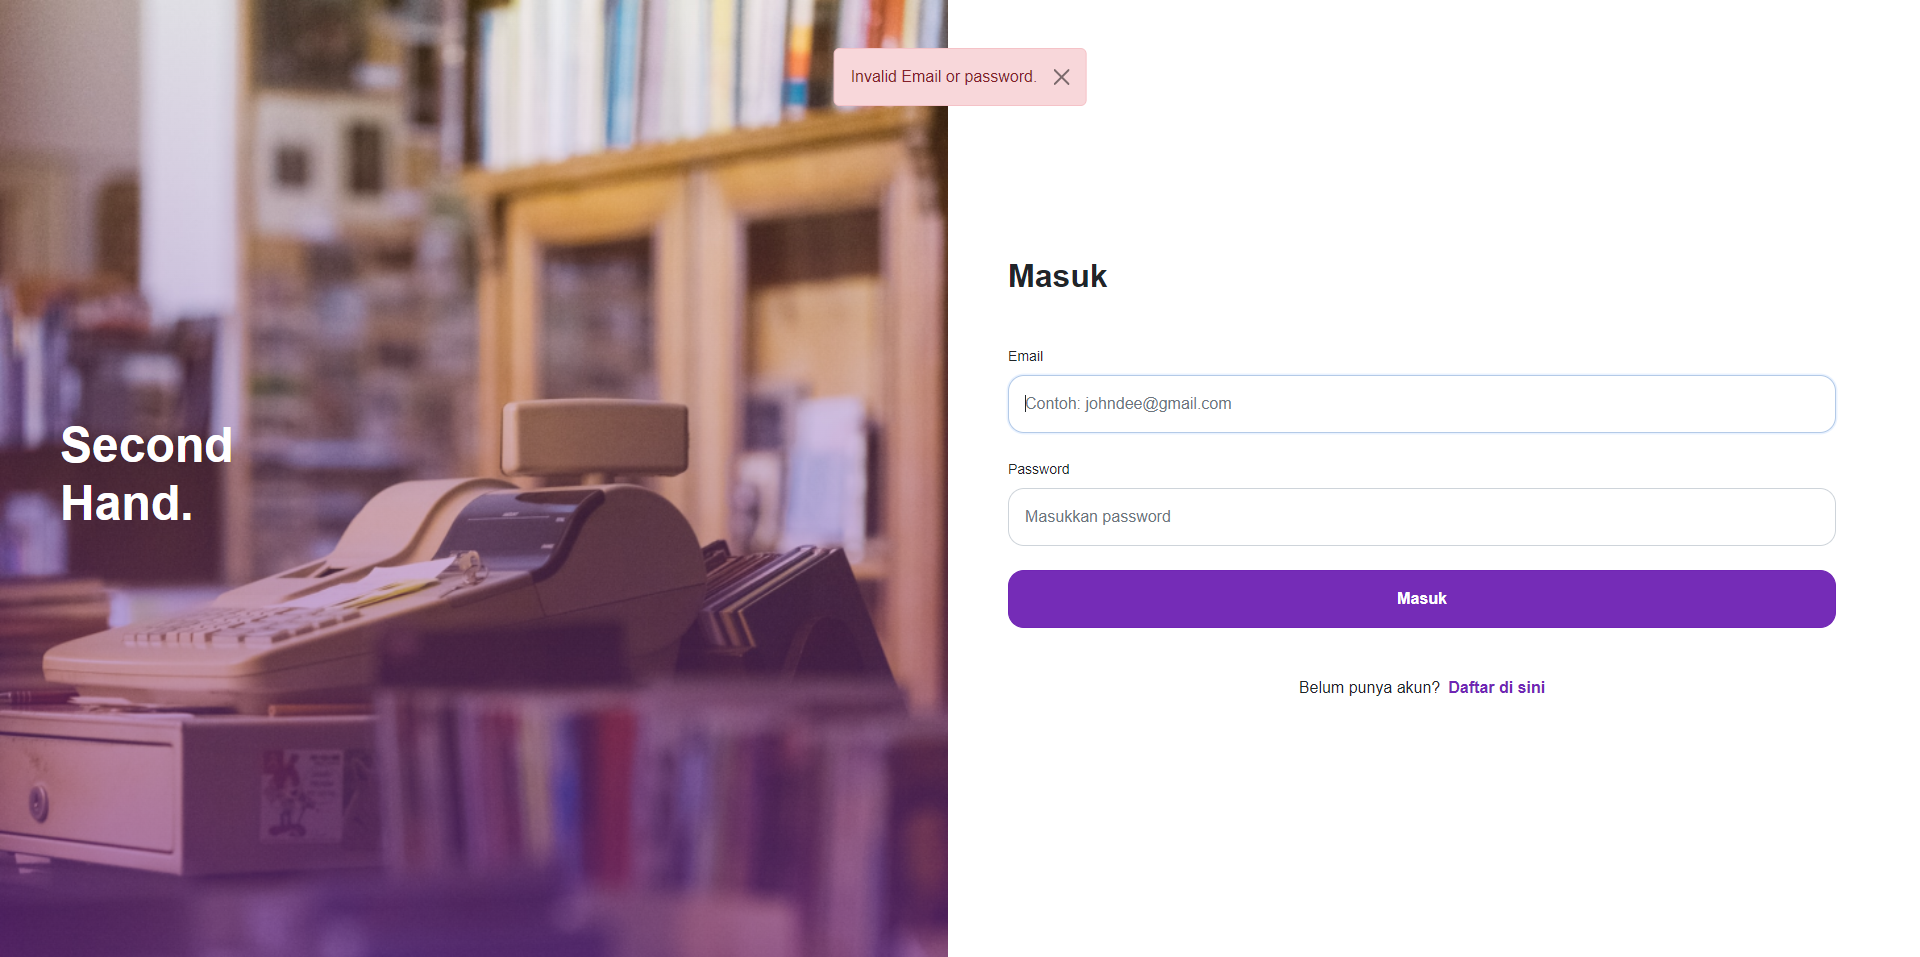 Invalid Email or password.
Second
Hand.
Masuk
Email
Contoh: johndee@gmail.com
Password
Masukkan password
Masuk
Belum punya akun? Daftar di sini